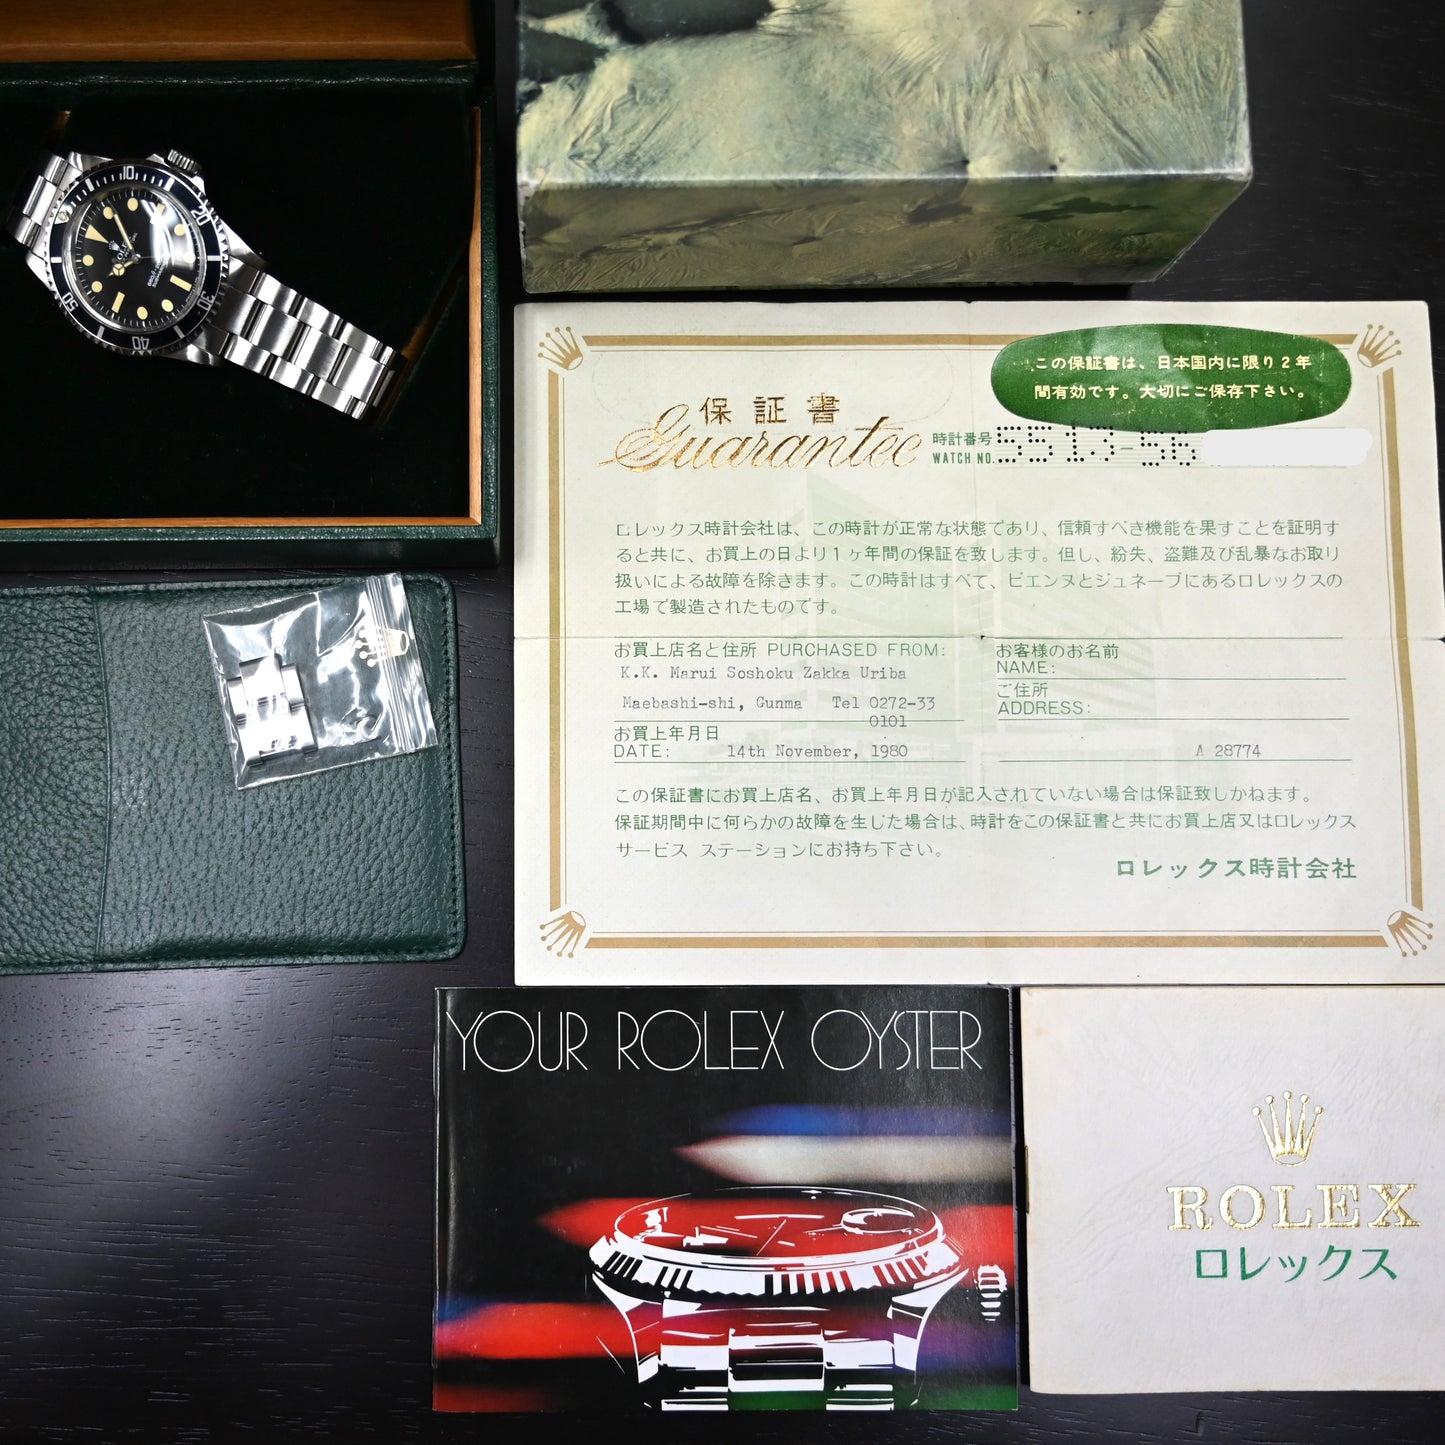 10
20
30
40
50
この保証書は、日本国内に限り2年
間有効です。大切にご保存下さい。
保証書
Guarantee
時計番号
WATCH NO. 5513-56
ロレックス時計会社は、この時計が正常な状態であり、信頼すべき機能を果すことを証明す
ると共に、お買上の日より1ヶ年間の保証を致します。但し、紛失、盗難及び乱暴なお取り
扱いによる故障を除きます。この時計はすべて、ビエンヌとジュネーブにあるロレックスの
工場で製造されたものです。
お買上店名と住所 PURCHASED FROM:
K.K. Marui Soshoku Zakka Uriba
Maebashi-shi, Gunma Tel 0272-33
0101
お買上年月日
DATE: 14th November, 1980
お客様のお名前
NAME:
ご住所
ADDRESS:
A 28774
この保証書にお買上店名、お買上年月日が記入されていない場合は保証致しかねます。
保証期間中に何らかの故障を生じた場合は、時計をこの保証書と共にお買上店又はロレックス
サービス ステーションにお持ち下さい。
ロレックス時計会社
YOUR ROLEX OYSTER
ROLEX
ロレックス